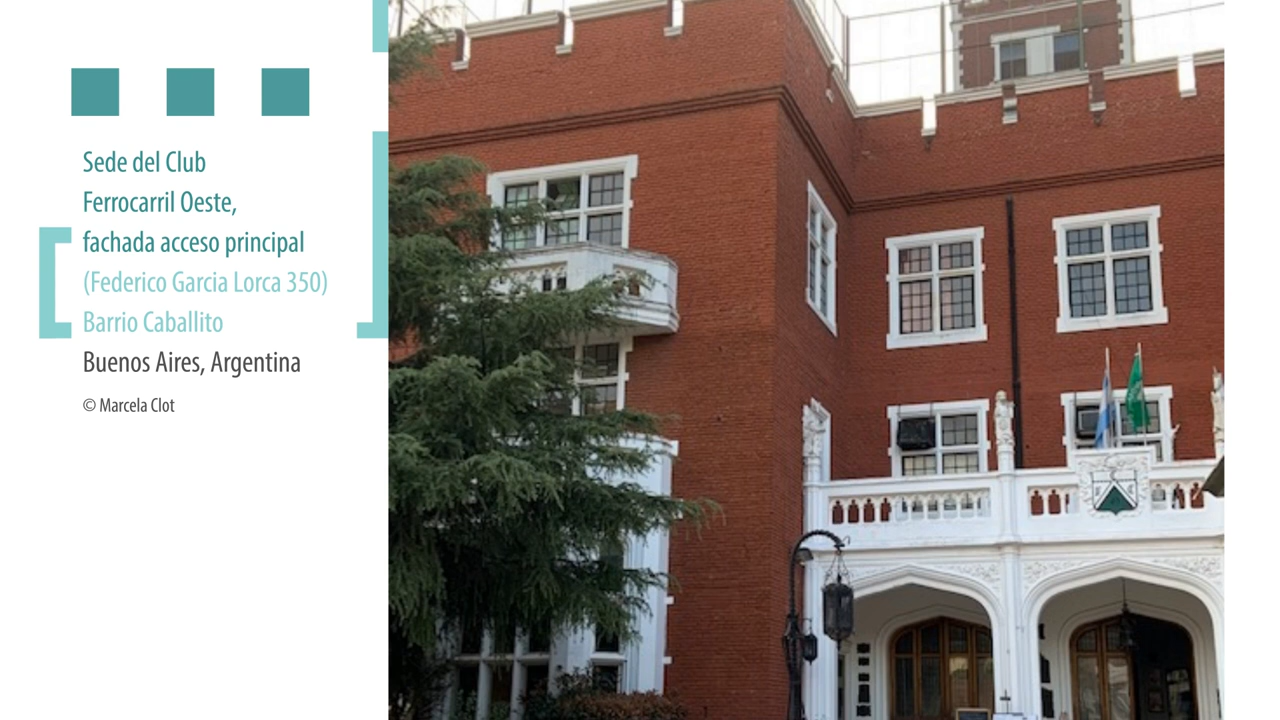 Sede del Club
Ferrocarril Oeste,
fachada acceso principal
(Federico Garcia Lorca 350)
Barrio Caballito
Buenos Aires, Argentina
© Marcela Clot